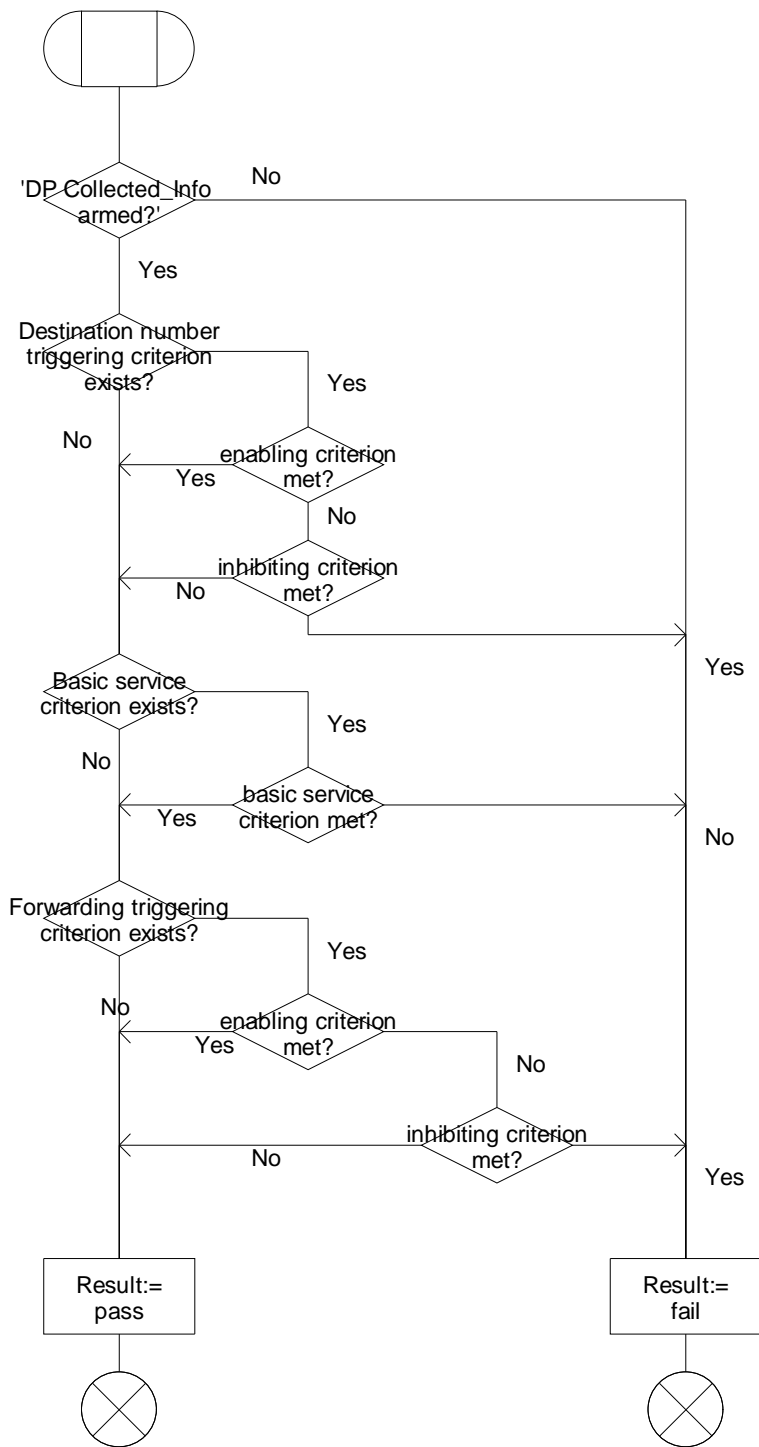 No
'DP Collected_Info
armed?'
Yes
Destination number
triggering criterion
exists?
Yes
No
enabling criterion
met?
Yes
No
inhibiting criterion
met?
No
Yes
Basic service
criterion exists?
Yes
No
basic service
criterion met?
Yes
No
Forwarding triggering
criterion exists?
Yes
No
enabling criterion
met?
Yes
No
inhibiting criterion
met?
No
Yes
Result:=
pass
Result:=
fail